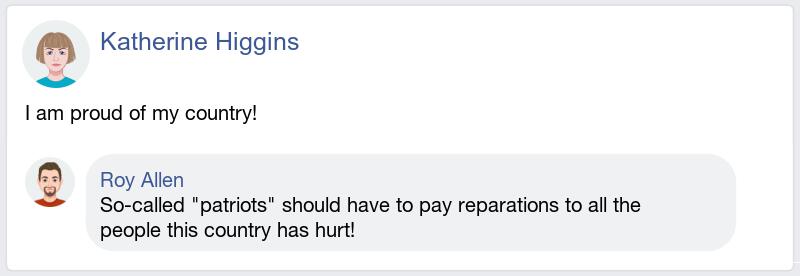 Katherine Higgins
I am proud of my country!
Roy Allen
So-called "patriots" should have to pay reparations to all the
people this country has hurt!